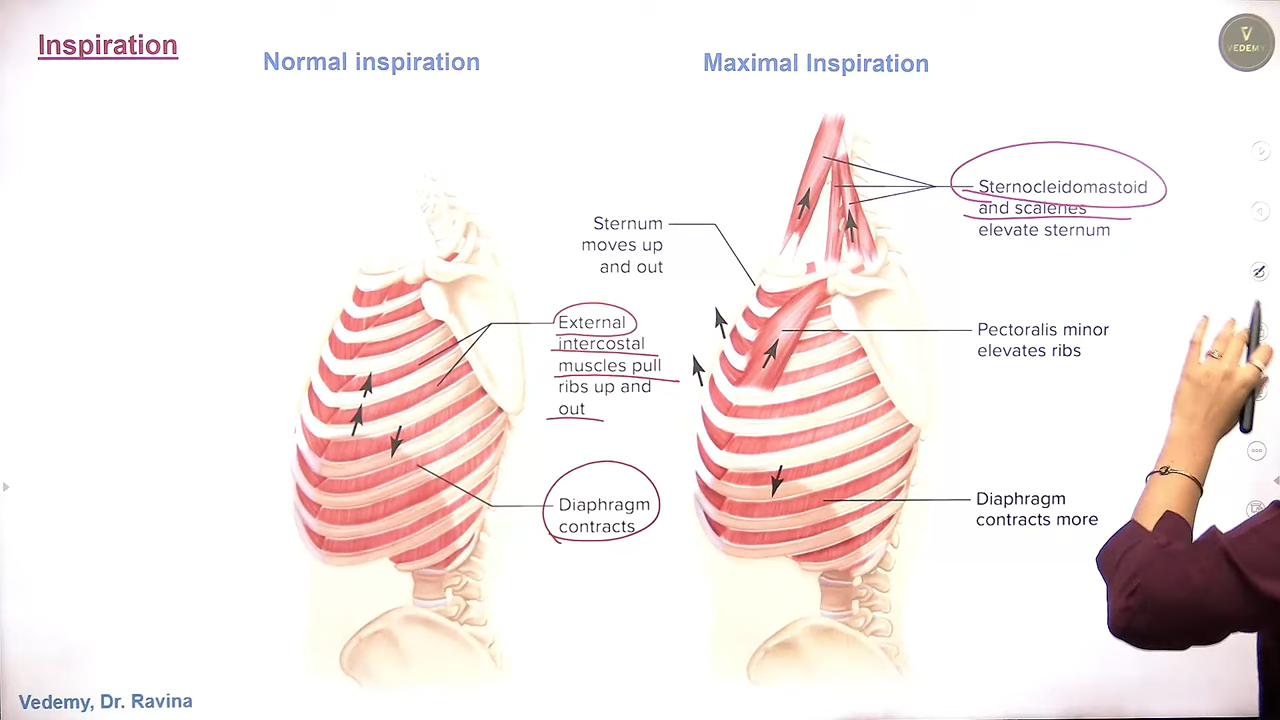 Inspiration
Normal inspiration
Maximal Inspiration
VEDEMY
Sternocleidomastoid
and scalenes
elevate sternum
Sternum
moves up
and out
External
intercostal
muscles pull
ribs up and
out
Pectoralis minor
elevates ribs
Diaphragm
contracts
Diaphragm
contracts more
Vedemy, Dr. Ravina